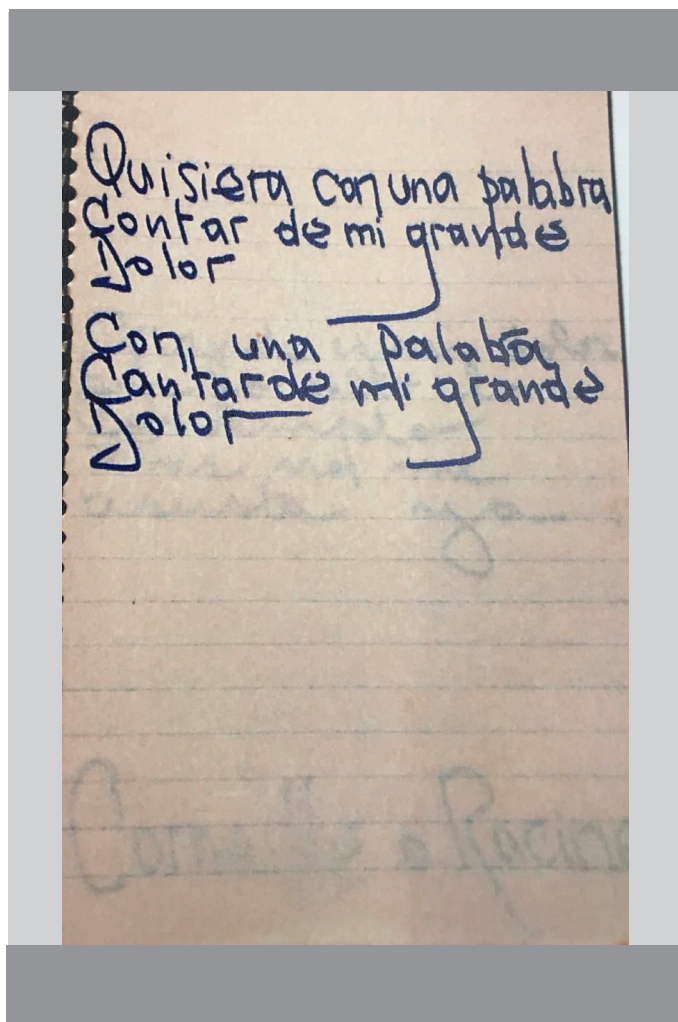 Quisiera con una palabra
Contar de mi grande
Dolor
Con, una palabra
Cantar de mi grande
Dolor